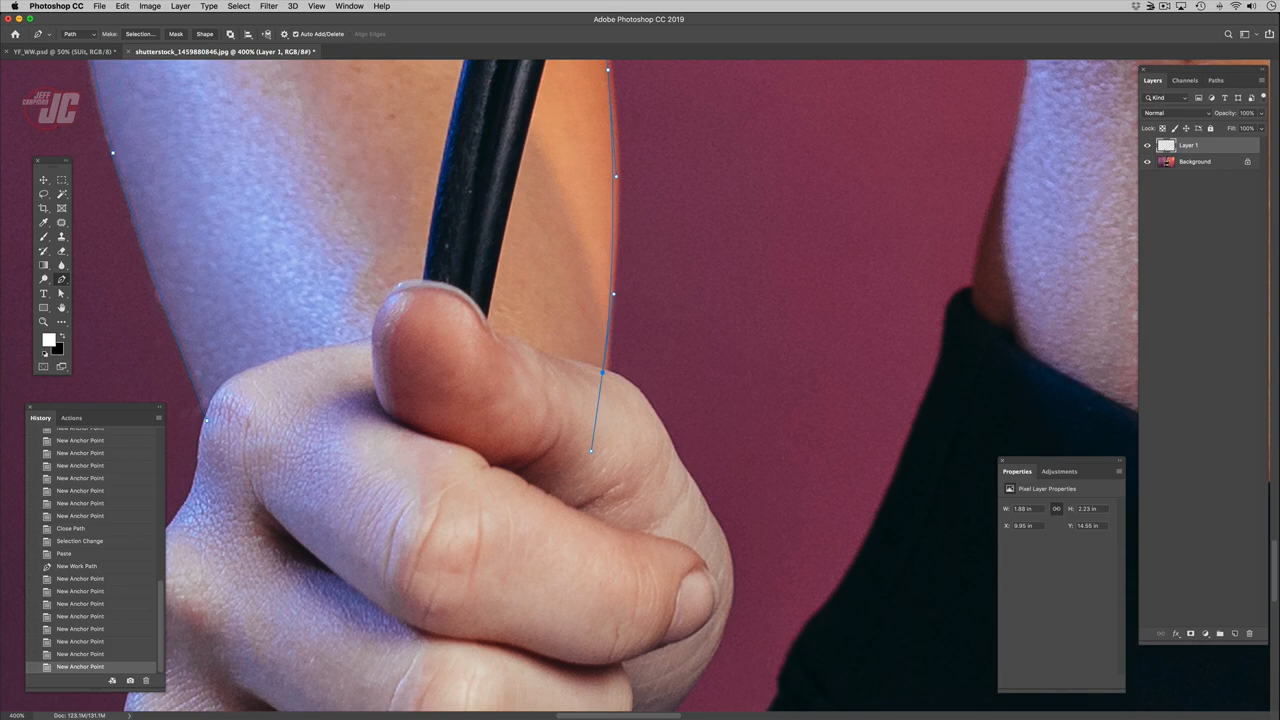 Photoshop CC File Edit Image Layer Type Select Filter 3D View Window Help
Adobe Photoshop CC 2019
Path Make: Selection... Mask Shape Auto Add/Delete Align Edges
YF_WW.psd @ 50% (SUit, RGB/8) * shutterstock_1459880846.jpg @ 400% (Layer 1, RGB/8#) *
JEFF
CARPIGIANO
JC
Layers Channels Paths
Kind
Normal Opacity: 100%
Lock: Fill: 100%
Layer 1
Background
T
History Actions
New Anchor Point
New Anchor Point
New Anchor Point
New Anchor Point
New Anchor Point
New Anchor Point
New Anchor Point
New Anchor Point
Close Path
Selection Change
Paste
New Work Path
New Anchor Point
New Anchor Point
New Anchor Point
New Anchor Point
New Anchor Point
New Anchor Point
New Anchor Point
New Anchor Point
Properties Adjustments
Pixel Layer Properties
W: 1.88 in H: 2.23 in
X: 9.95 in Y: 14.55 in
400% Doc: 123.1M/131.1M